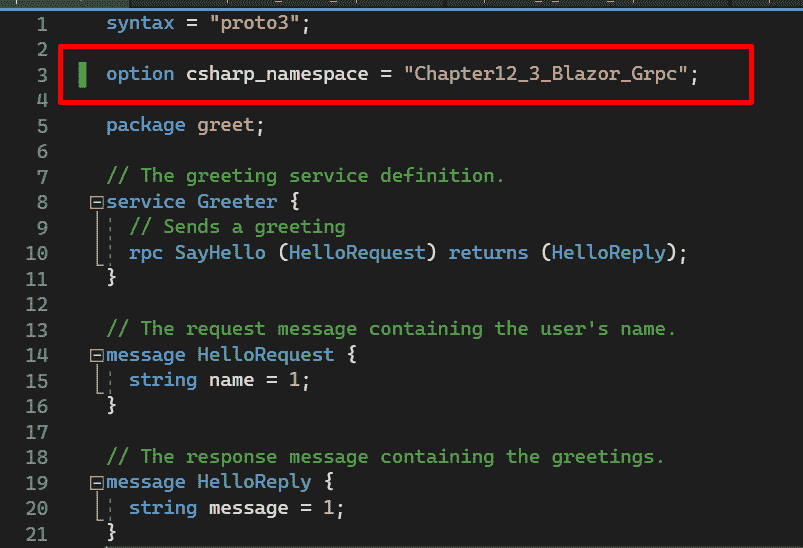 1 syntax = "proto3";
2
3 option csharp_namespace = "Chapter12_3_Blazor_Grpc";
4
5 package greet;
6
7 // The greeting service definition.
8 service Greeter {
9 // Sends a greeting
10 rpc SayHello (HelloRequest) returns (HelloReply);
11 }
12
13 // The request message containing the user's name.
14 message HelloRequest {
15 string name = 1;
16 }
17
18 // The response message containing the greetings.
19 message HelloReply {
20 string message = 1;
21 }